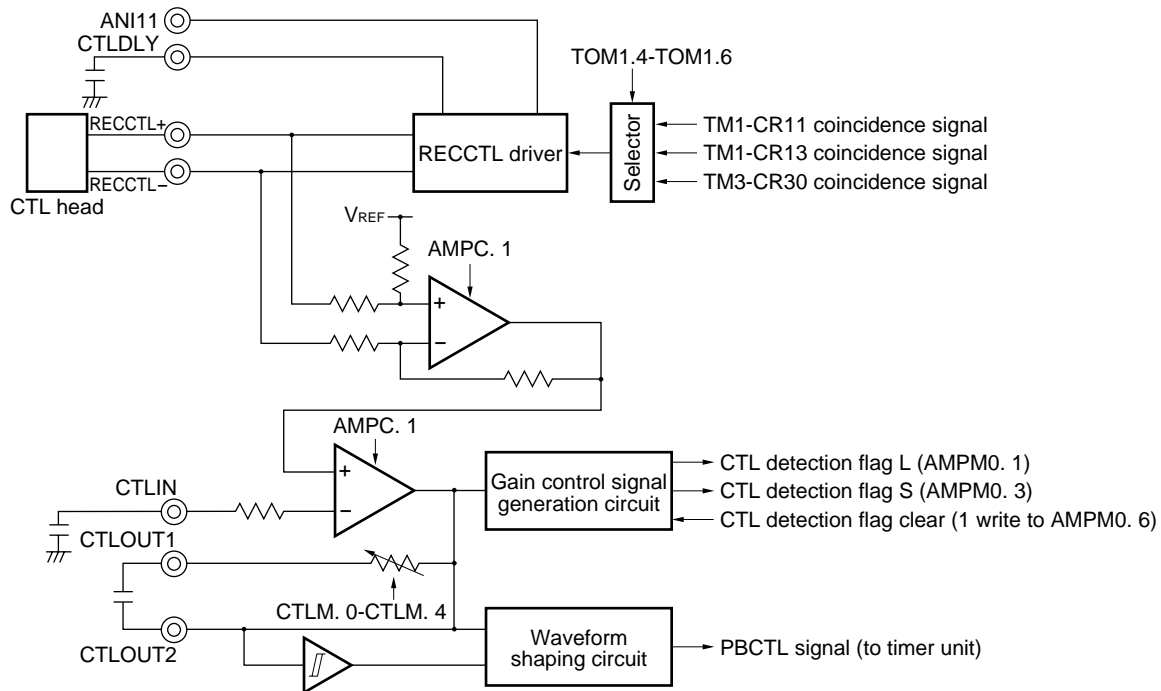 ANI11
CTLDLY
TOM1.4-TOM1.6
RECCTL+
RECCTL−
CTL head
RECCTL driver
Selector
TM1-CR11 coincidence signal
TM1-CR13 coincidence signal
TM3-CR30 coincidence signal
VREF
AMPC. 1
+
−
AMPC. 1
+
−
CTLIN
Gain control signal
generation circuit
CTL detection flag L (AMPM0. 1)
CTL detection flag S (AMPM0. 3)
CTL detection flag clear (1 write to AMPM0. 6)
CTLOUT1
CTLM. 0-CTLM. 4
CTLOUT2
Waveform
shaping circuit
PBCTL signal (to timer unit)